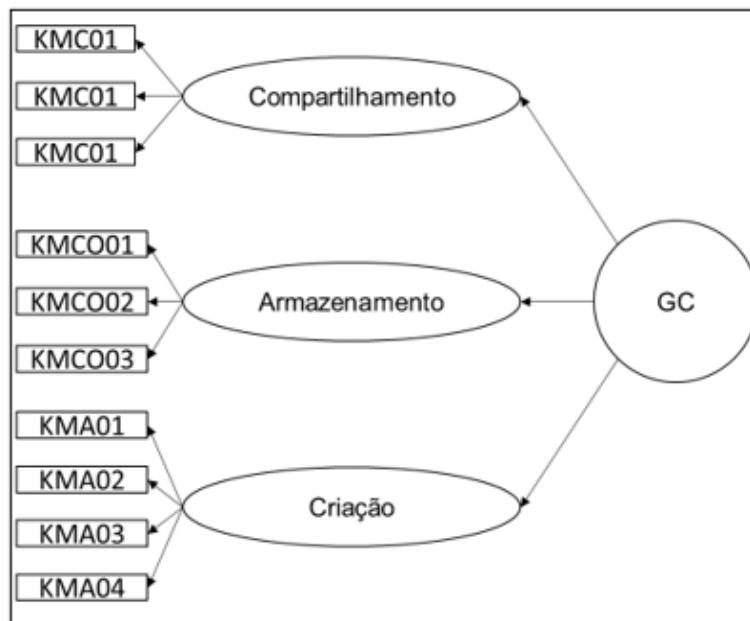 KMC01
KMC01
KMC01
Compartilhamento
KMCO01
KMCO02
KMCO03
Armazenamento
GC
KMA01
KMA02
KMA03
KMA04
Criação